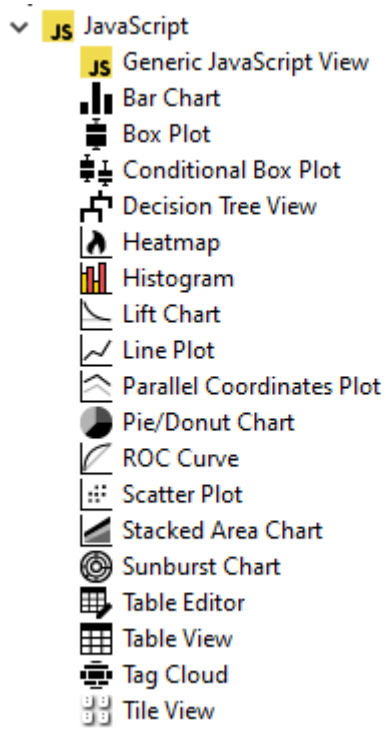 JS JavaScript
JS Generic JavaScript View
Bar Chart
Box Plot
Conditional Box Plot
Decision Tree View
Heatmap
Histogram
Lift Chart
Line Plot
Parallel Coordinates Plot
Pie/Donut Chart
ROC Curve
Scatter Plot
Stacked Area Chart
Sunburst Chart
Table Editor
Table View
Tag Cloud
Tile View